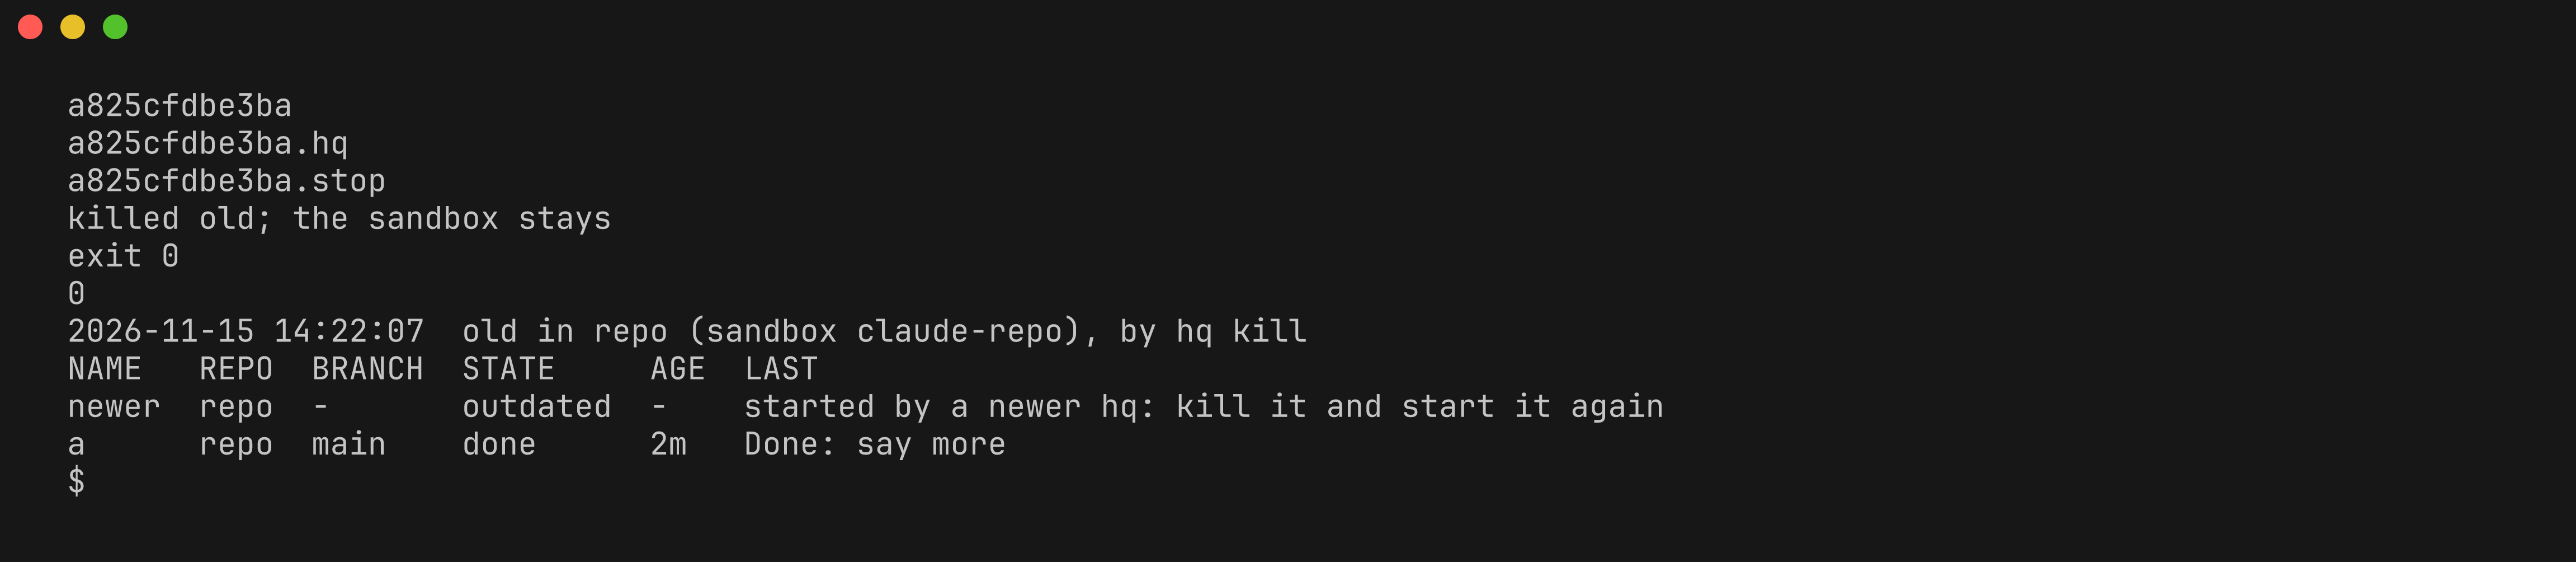 a825cfdbe3ba
a825cfdbe3ba.hq
a825cfdbe3ba.stop
killed old; the sandbox stays
exit 0
0
2026-11-15 14:22:07  old in repo (sandbox claude-repo), by hq kill
NAME   REPO  BRANCH  STATE     AGE  LAST
newer  repo  -       outdated  -    started by a newer hq: kill it and start it again
a      repo  main    done      2m   Done: say more
$